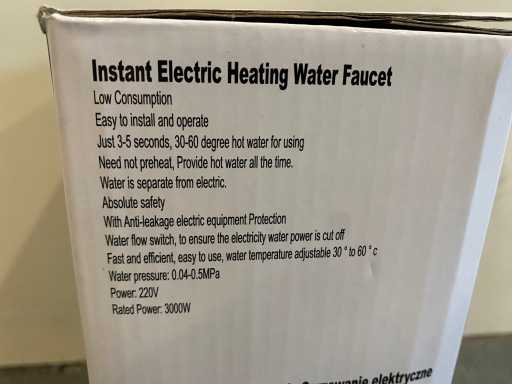 Instant Electric Heating Water Faucet
Low Consumption
Easy to install and operate
Just 3-5 seconds, 30-60 degree hot water for using
Need not preheat, Provide hot water all the time.
Water is separate from electric.
Absolute safety
With Anti-leakage electric equipment Protection
Water flow switch, to ensure the electricity water power is cut off
Fast and efficient, easy to use, water temperature adjustable 30 ° to 60 ° c
Water pressure: 0.04-0.5MPa
Power: 220V
Rated Power: 3000W
elektryczne